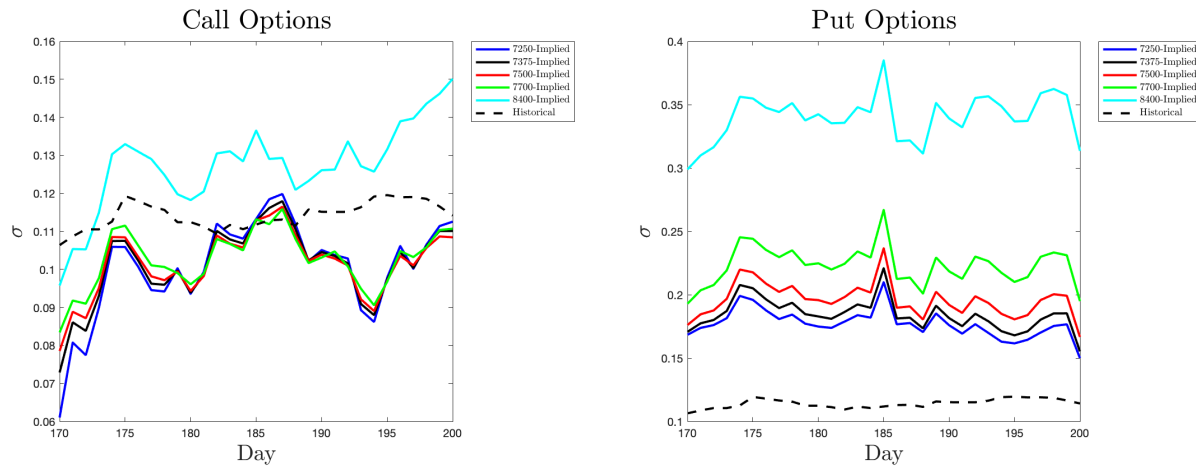 Call Options
0.16
0.15
0.14
0.13
0.12
0.11
0.1
0.09
0.08
0.07
0.06
σ
170
175
180
185
190
195
200
Day
7250-Implied
7375-Implied
7500-Implied
7700-Implied
8400-Implied
Historical
Put Options
0.4
0.35
0.3
0.25
0.2
0.15
0.1
σ
170
175
180
185
190
195
200
Day
7250-Implied
7375-Implied
7500-Implied
7700-Implied
8400-Implied
Historical